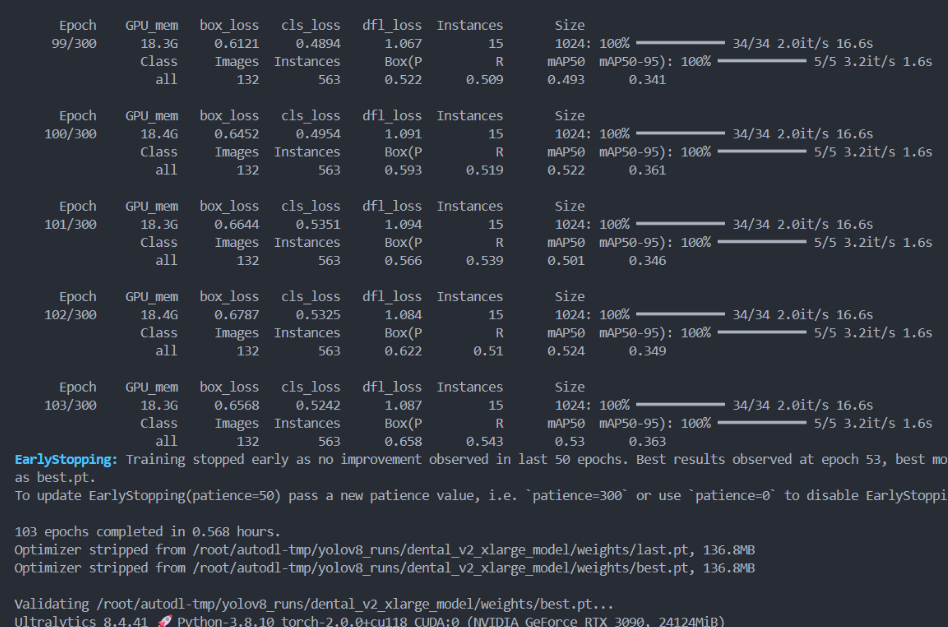 Epoch GPU_mem box_loss cls_loss dfl_loss Instances Size
99/300 18.3G 0.6121 0.4894 1.067 15 1024: 100% ━━━━━━━━━━━━ 34/34 2.0it/s 16.6s
Class Images Instances Box(P R mAP50 mAP50-95): 100% ━━━━━━━━━━━━ 5/5 3.2it/s 1.6s
all 132 563 0.522 0.509 0.493 0.341
Epoch GPU_mem box_loss cls_loss dfl_loss Instances Size
100/300 18.4G 0.6452 0.4954 1.091 15 1024: 100% ━━━━━━━━━━━━ 34/34 2.0it/s 16.6s
Class Images Instances Box(P R mAP50 mAP50-95): 100% ━━━━━━━━━━━━ 5/5 3.2it/s 1.6s
all 132 563 0.593 0.519 0.522 0.361
Epoch GPU_mem box_loss cls_loss dfl_loss Instances Size
101/300 18.3G 0.6644 0.5351 1.094 15 1024: 100% ━━━━━━━━━━━━ 34/34 2.0it/s 16.6s
Class Images Instances Box(P R mAP50 mAP50-95): 100% ━━━━━━━━━━━━ 5/5 3.2it/s 1.6s
all 132 563 0.566 0.539 0.501 0.346
Epoch GPU_mem box_loss cls_loss dfl_loss Instances Size
102/300 18.4G 0.6787 0.5325 1.084 15 1024: 100% ━━━━━━━━━━━━ 34/34 2.0it/s 16.6s
Class Images Instances Box(P R mAP50 mAP50-95): 100% ━━━━━━━━━━━━ 5/5 3.2it/s 1.6s
all 132 563 0.622 0.51 0.524 0.349
Epoch GPU_mem box_loss cls_loss dfl_loss Instances Size
103/300 18.3G 0.6568 0.5242 1.087 15 1024: 100% ━━━━━━━━━━━━ 34/34 2.0it/s 16.6s
Class Images Instances Box(P R mAP50 mAP50-95): 100% ━━━━━━━━━━━━ 5/5 3.2it/s 1.6s
all 132 563 0.658 0.543 0.53 0.363
EarlyStopping: Training stopped early as no improvement observed in last 50 epochs. Best results observed at epoch 53, best mo
as best.pt.
To update EarlyStopping(patience=50) pass a new patience value, i.e. `patience=300` or use `patience=0` to disable EarlyStoppi
103 epochs completed in 0.568 hours.
Optimizer stripped from /root/autodl-tmp/yolov8_runs/dental_v2_xlarge_model/weights/last.pt, 136.8MB
Optimizer stripped from /root/autodl-tmp/yolov8_runs/dental_v2_xlarge_model/weights/best.pt, 136.8MB
Validating /root/autodl-tmp/yolov8_runs/dental_v2_xlarge_model/weights/best.pt...
Ultralytics 8.4.41 🚀 Python-3.8.10 torch-2.0.0+cu118 CUDA:0 (NVIDIA GeForce RTX 3090, 24124MiB)